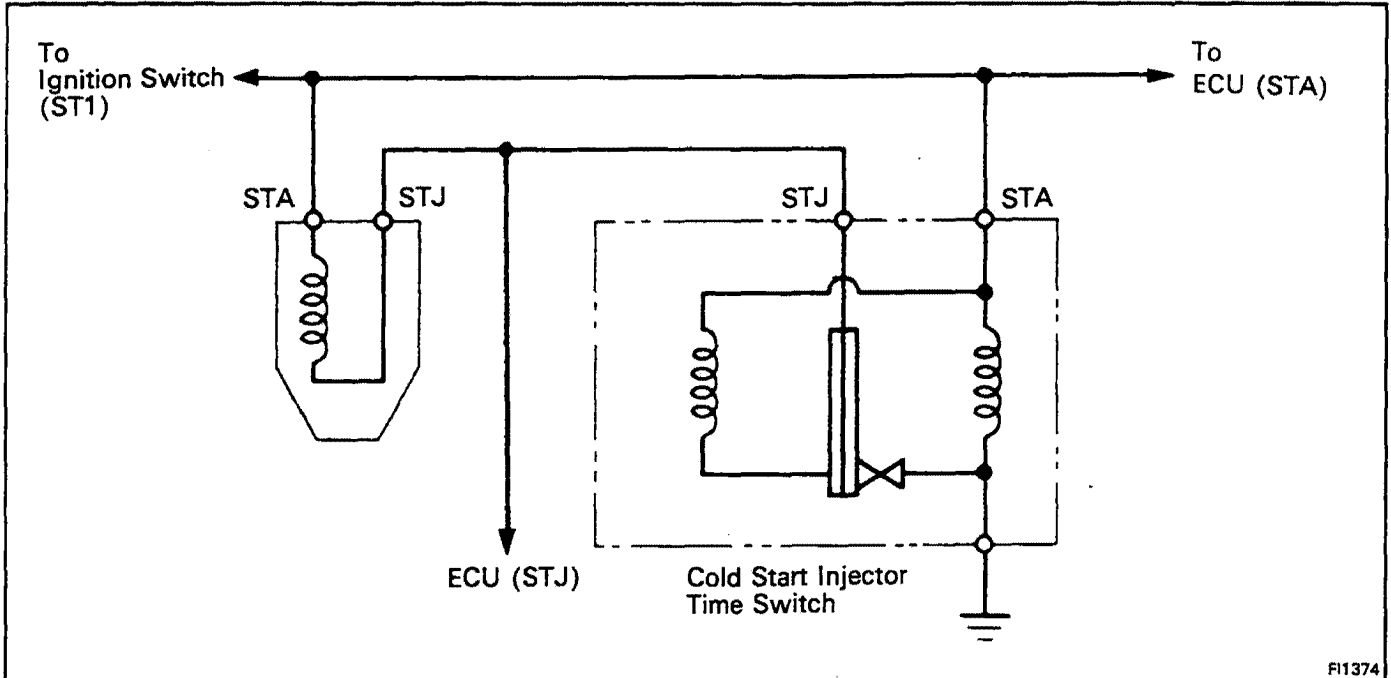 To
Ignition Switch
(ST1)
To
ECU (STA)
STA
STJ
STJ
STA
ECU (STJ)
Cold Start Injector
Time Switch
FI1374